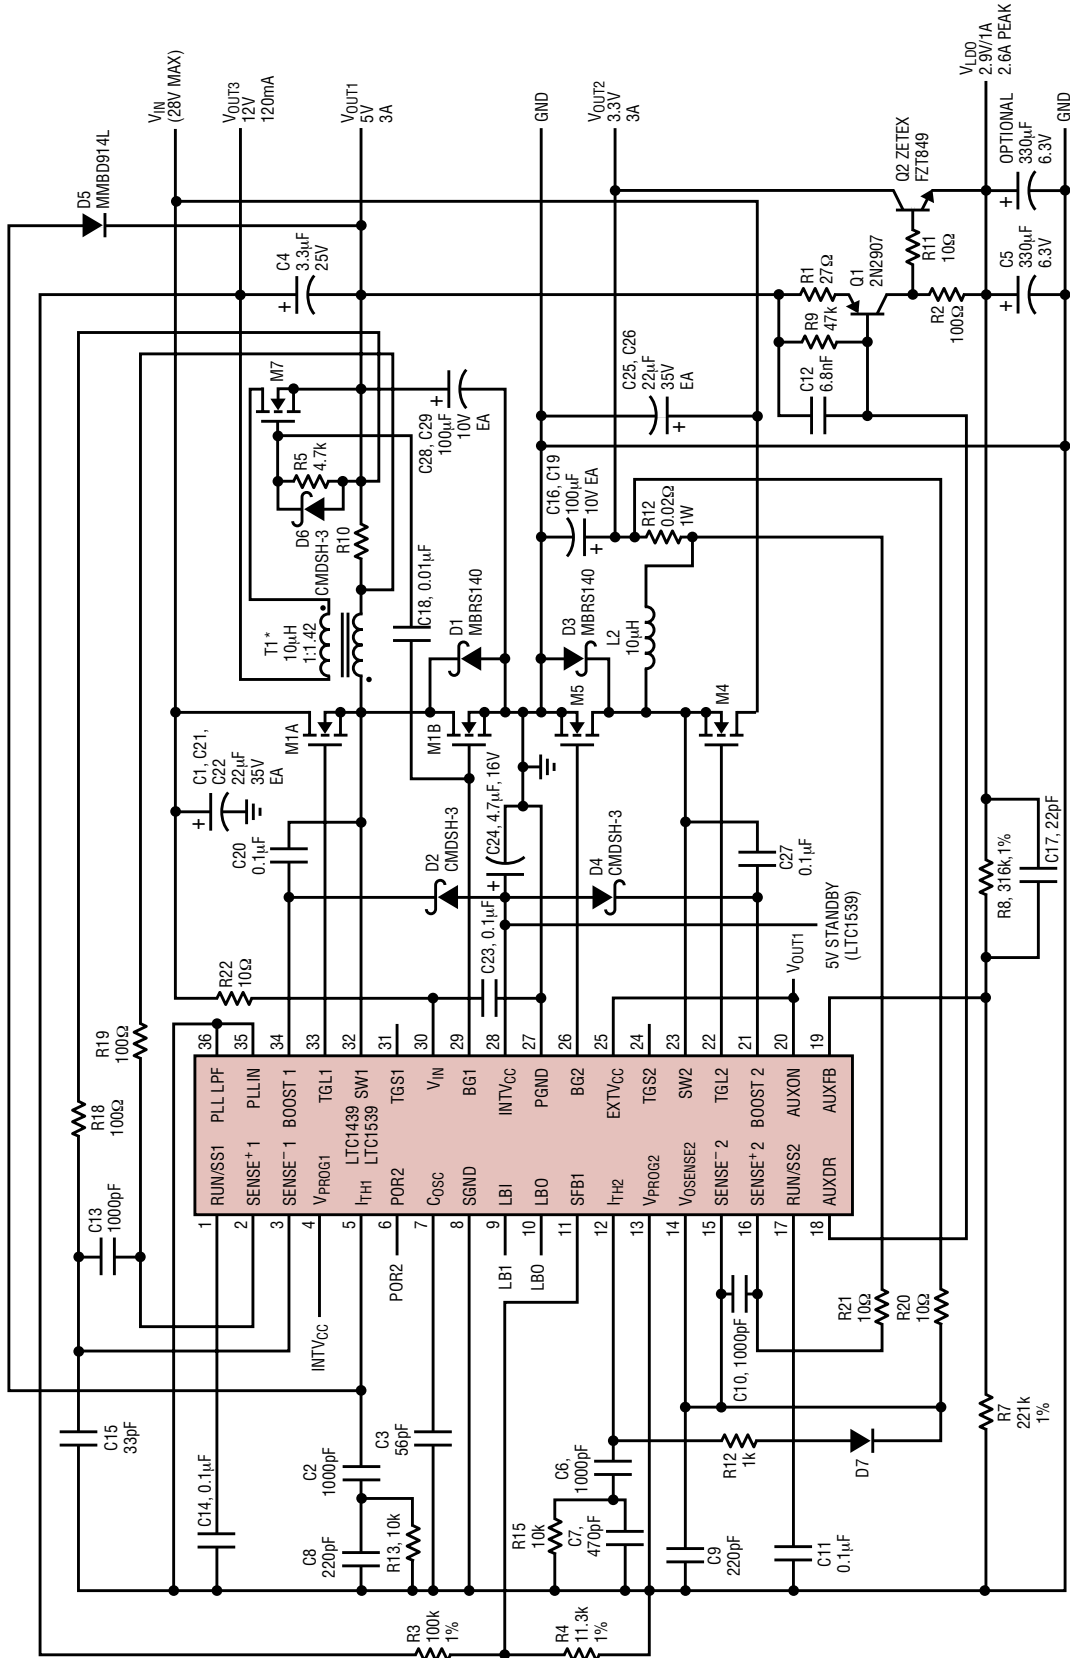 D5
MMBD914L
VIN
(28V MAX)
VOUT3
12V
120mA
VOUT1
5V
3A
GND
VOUT2
3.3V
3A
VLDO
2.9V/1A
2.6A PEAK
GND
C4
3.3µF
25V
M7
R5
4.7k
D6
CMDSH-3
R10
T1*
10µH
1:1.42
C28, C29
100µF
10V
EA
C18, 0.01µF
D1
MBRS140
C16, C19
100µF
10V EA
C25, C26
22µF
35V
EA
D3
MBRS140
R12
0.02Ω
1W
L2
10µH
R1
27Ω
R9
47k
C12
6.8nF
Q1
2N2907
R2
100Ω
Q2 ZETEX
FZT849
R11
10Ω
C5
330µF
6.3V
OPTIONAL
330µF
6.3V
M1A
M1B
M5
M4
C1, C21,
C22
22µF
35V
EA
C20
0.1µF
D2
CMDSH-3
C24, 4.7µF, 16V
D4
CMDSH-3
C27
0.1µF
C23, 0.1µF
R22
10Ω
5V STANDBY
(LTC1539)
VOUT1
R8, 316k,1%
C17, 22pF
R19
100Ω
R18
100Ω
C13
1000pF
36
35
34
33
32
31
30
29
28
27
26
25
24
23
22
21
20
19
PLL LPF
PLLIN
BOOST 1
TGL1
SW1
TGS1
VIN
BG1
INTVCC
PGND
BG2
EXTVCC
TGS2
SW2
TGL2
BOOST 2
AUXON
AUXFB
LTC1439
LTC1539
RUN/SS1
SENSE+ 1
SENSE– 1
VPROG1
ITH1
POR2
COSC
SGND
LBI
LBO
SFB1
ITH2
VPROG2
VOSENSE2
SENSE– 2
SENSE+ 2
RUN/SS2
AUXDR
1
2
3
4
5
6
7
8
9
10
11
12
13
14
15
16
17
18
INTVCC
POR2
LB1
LBO
C15
33pF
C14, 0.1µF
C2
1000pF
C3
56pF
C8
220pF
R13, 10k
R3
100k
1%
R4
11.3k
1%
R15
10k
C6,
1000pF
C7,
470pF
C10, 1000pF
R12
1k
D7
C9
220pF
C11
0.1µF
R21
10Ω
R20
10Ω
R7
221k
1%